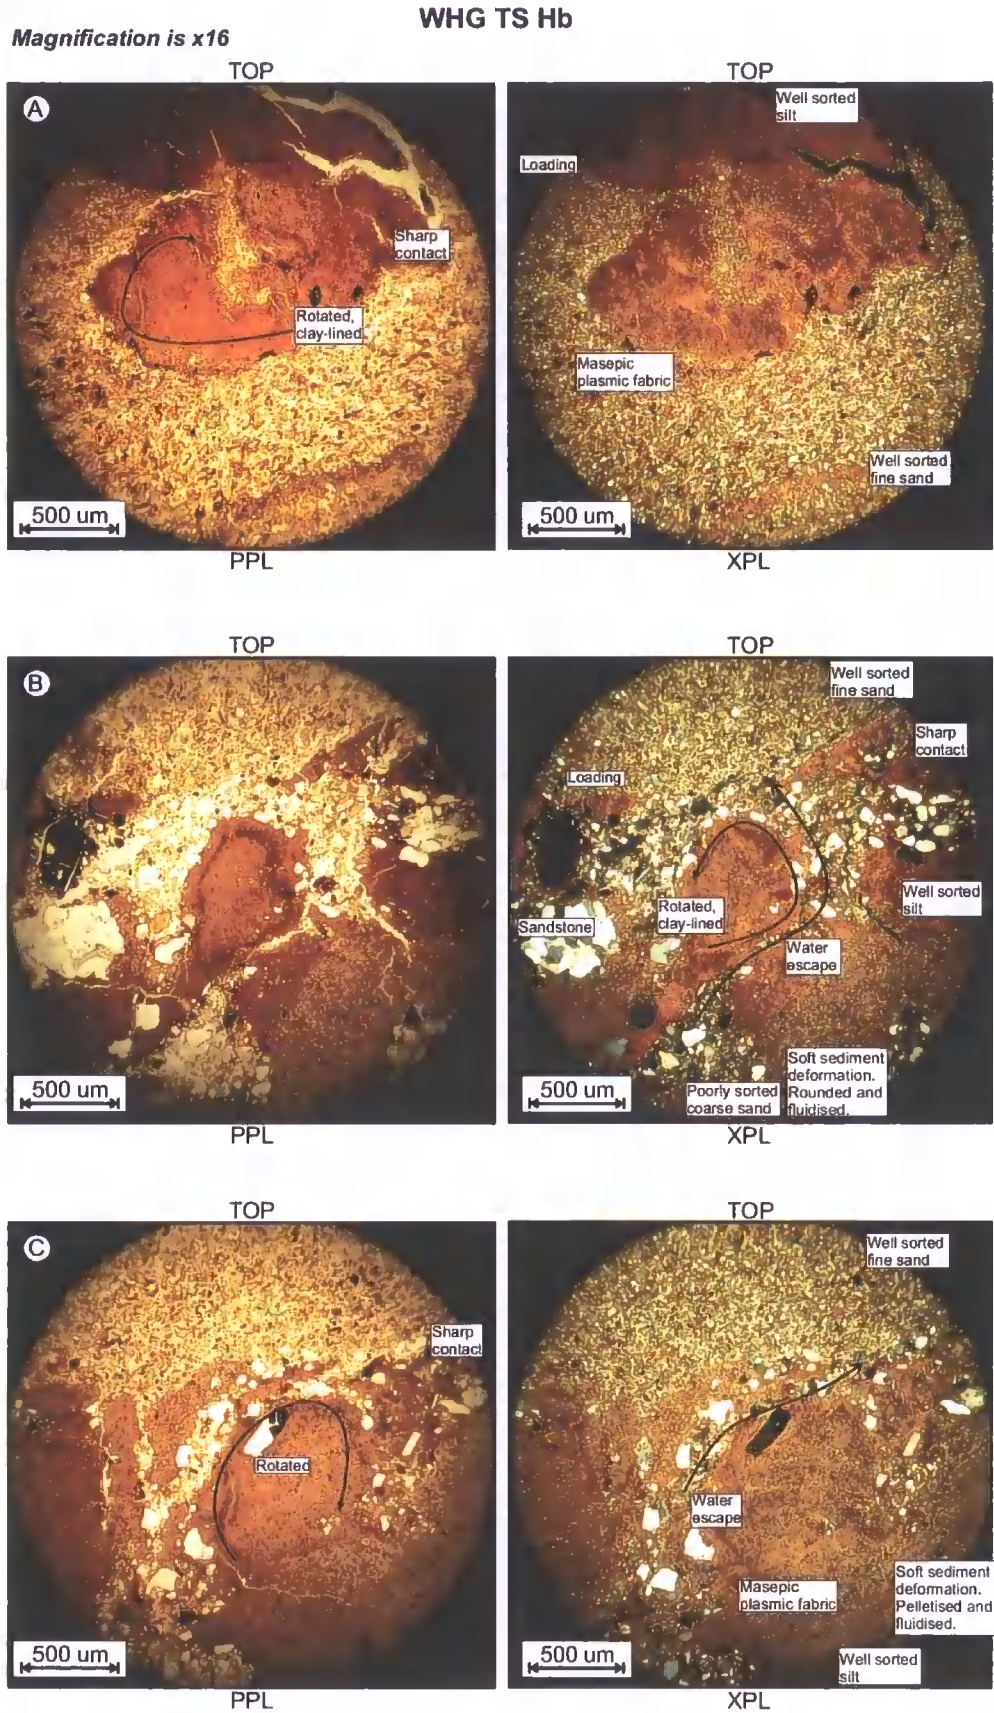 WHG TS Hb
Magnification is x16
TOP
TOP
A
Sharp
contact
Rotated,
clay-lined
500 um
PPL
Well sorted
silt
Loading
Masepic
plasmic fabric
Well sorted
fine sand
500 um
XPL
TOP
TOP
B
500 um
PPL
Well sorted
fine sand
Sharp
contact
Loading
Well sorted
silt
Rotated,
clay-lined
Sandstone
Water
escape
Soft sediment
deformation.
Rounded and
fluidised.
Poorly sorted
coarse sand
500 um
XPL
TOP
TOP
C
Sharp
contact
Rotated
500 um
PPL
Well sorted
fine sand
Water
escape
Masepic
plasmic fabric
Soft sediment
deformation.
Pelletised and
fluidised.
Well sorted
silt
500 um
XPL